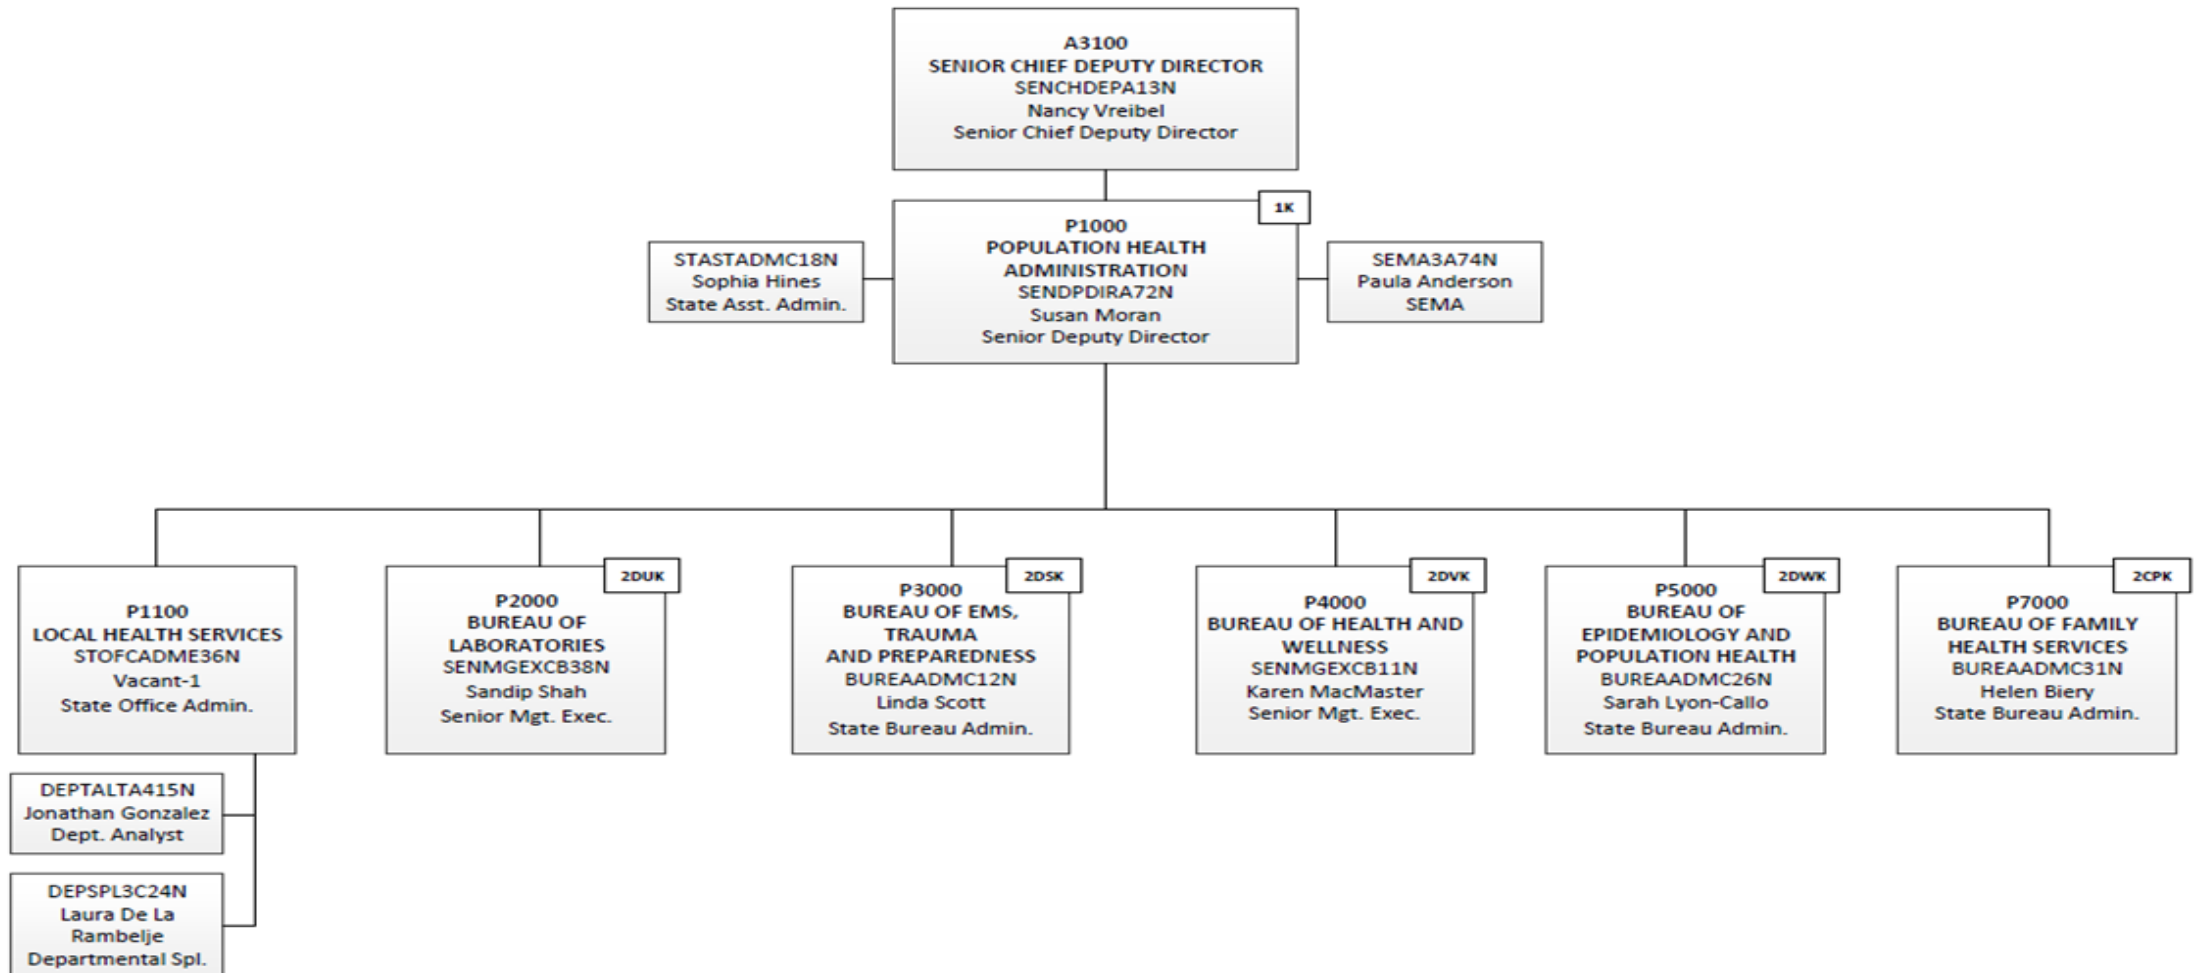 A3100
SENIOR CHIEF DEPUTY DIRECTOR
SENCHDEPA13N
Nancy Vreibel
Senior Chief Deputy Director
1K
P1000
POPULATION HEALTH
ADMINISTRATION
SENDPDIRA72N
Susan Moran
Senior Deputy Director
STASTADMC18N
Sophia Hines
State Asst. Admin.
SEMA3A74N
Paula Anderson
SEMA
P1100
LOCAL HEALTH SERVICES
STOFCADME36N
Vacant-1
State Office Admin.
2DUK
P2000
BUREAU OF
LABORATORIES
SENMGEXCB38N
Sandip Shah
Senior Mgt. Exec.
2DSK
P3000
BUREAU OF EMS,
TRAUMA
AND PREPAREDNESS
BUREAADMC12N
Linda Scott
State Bureau Admin.
2DVK
P4000
BUREAU OF HEALTH AND
WELLNESS
SENMGEXCB11N
Karen MacMaster
Senior Mgt. Exec.
2DWK
P5000
BUREAU OF
EPIDEMIOLOGY AND
POPULATION HEALTH
BUREAADMC26N
Sarah Lyon-Callo
State Bureau Admin.
2CPK
P7000
BUREAU OF FAMILY
HEALTH SERVICES
BUREAADMC31N
Helen Biery
State Bureau Admin.
DEPTALTA415N
Jonathan Gonzalez
Dept. Analyst
DEPSPL3C24N
Laura De La
Rambelje
Departmental Spl.